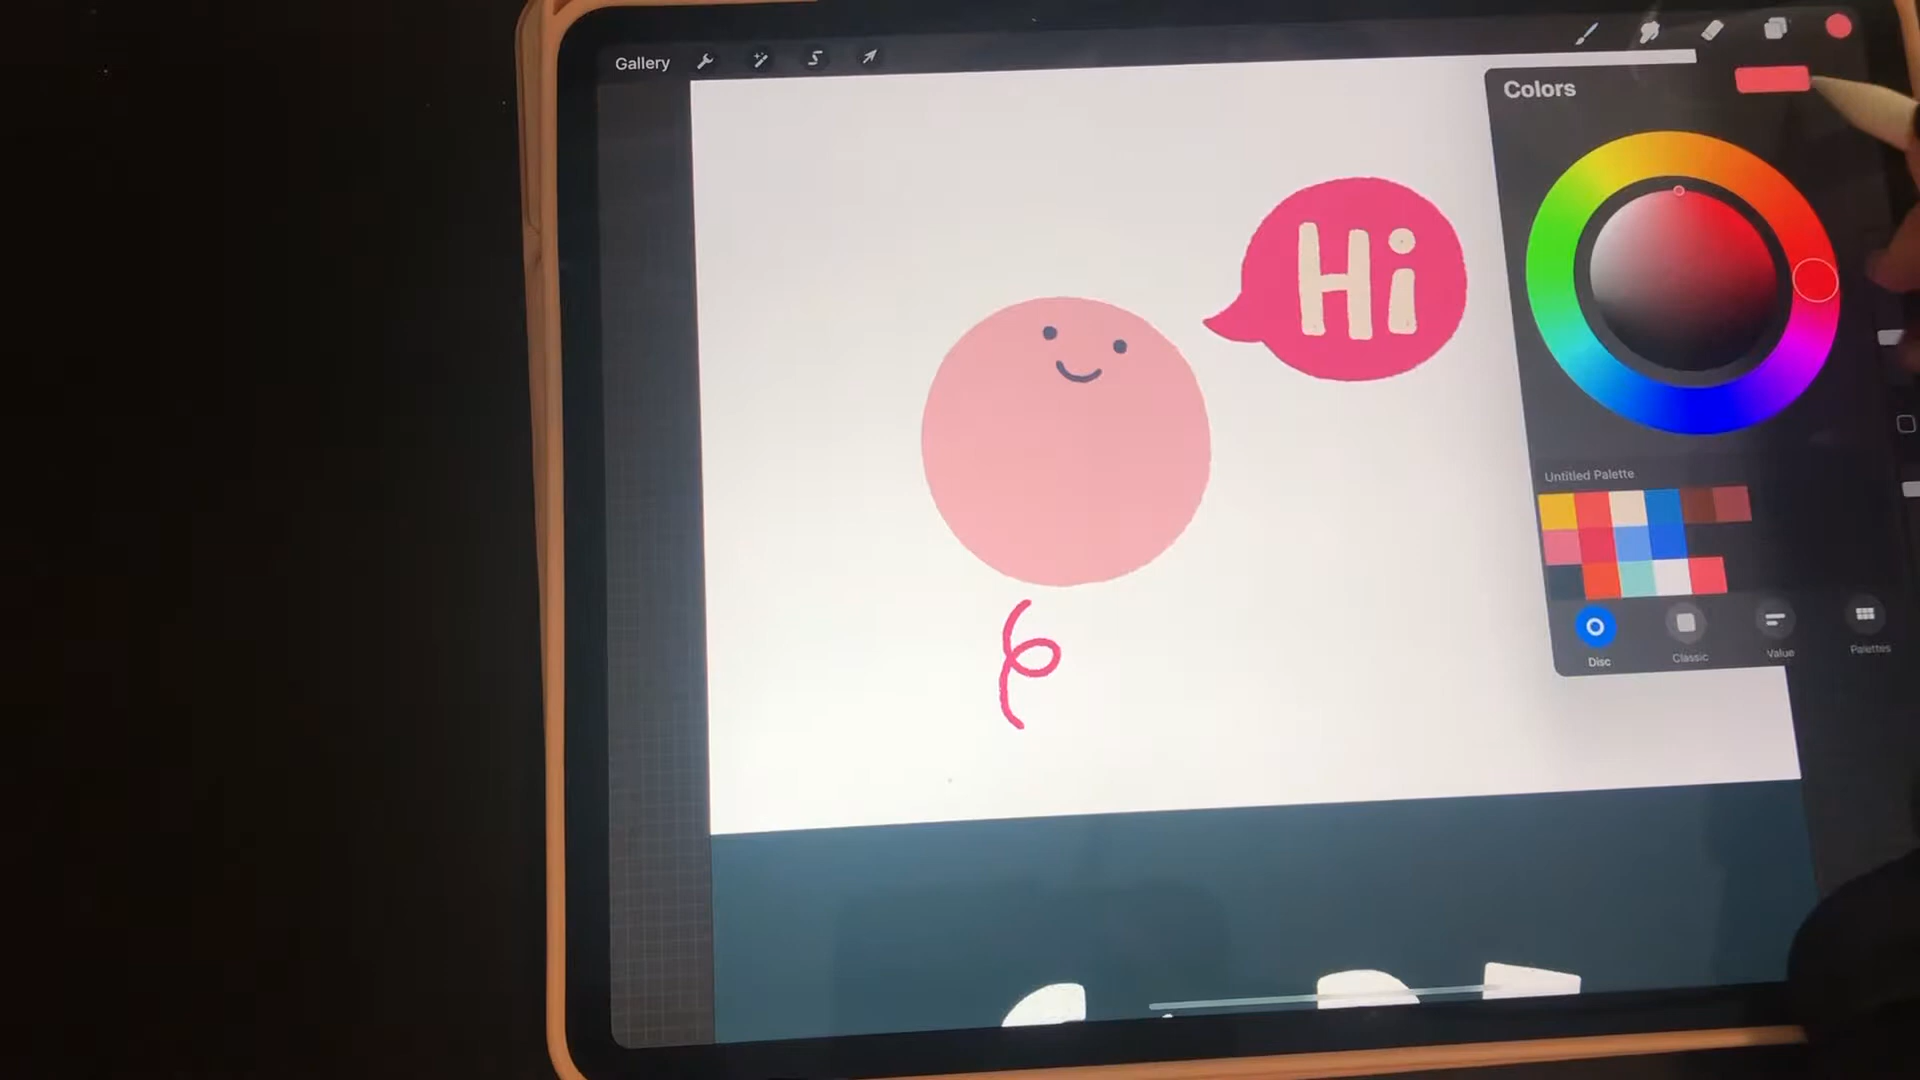 Gallery
Colors
Hi
Untitled Palette
Disc
Classic
Value
Palettes